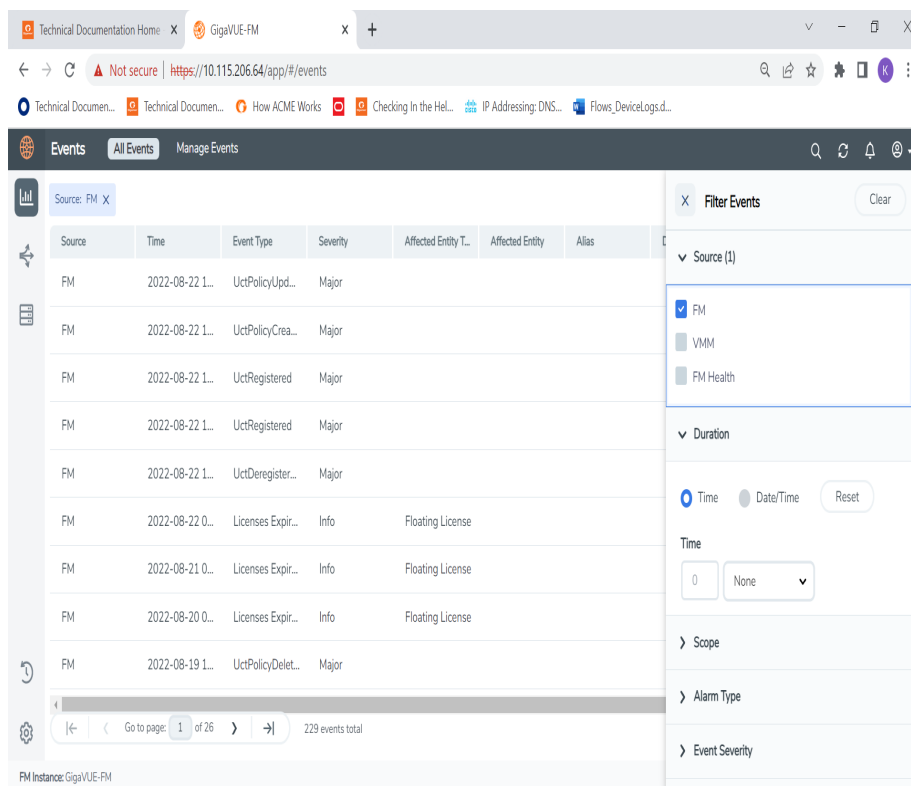 Technical Documentation Home X
GigaVUE-FM X +
Not secure | https://10.115.206.64/app/#/events
K
Technical Documen... Technical Documen... How ACME Works Checking In the Hel... IP Addressing: DNS... Flows_DeviceLogs.d...
Events All Events Manage Events
Source: FM X
Source Time Event Type Severity Affected Entity T... Affected Entity Alias D
FM 2022-08-22 1... UctPolicyUpd... Major
FM 2022-08-22 1... UctPolicyCrea... Major
FM 2022-08-22 1... UctRegistered Major
FM 2022-08-22 1... UctRegistered Major
FM 2022-08-22 1... UctDeregister... Major
FM 2022-08-22 0... Licenses Expir... Info Floating License
FM 2022-08-21 0... Licenses Expir... Info Floating License
FM 2022-08-20 0... Licenses Expir... Info Floating License
FM 2022-08-19 1... UctPolicyDelet... Major
Go to page: 1 of 26 229 events total
FM Instance: GigaVUE-FM
X Filter Events Clear
Source (1)
FM
VMM
FM Health
Duration
Time Date/Time Reset
Time
0 None
Scope
Alarm Type
Event Severity